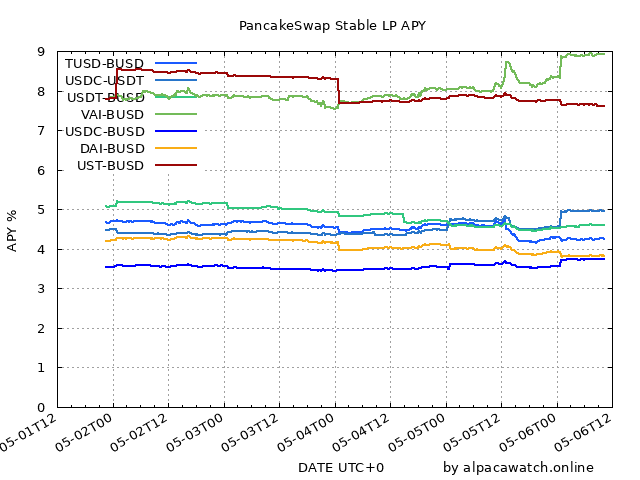 PancakeSwap Stable LP APY
9
8
7
6
5
4
3
2
1
0
APY %
TUSD-BUSD
USDC-USDT
USDT-BUSD
VAI-BUSD
USDC-BUSD
DAI-BUSD
UST-BUSD
05-01T12
05-02T00
05-02T12
05-03T00
05-03T12
05-04T00
05-04T12
05-05T00
05-05T12
05-06T00
05-06T12
DATE UTC+0
by alpacawatch.online